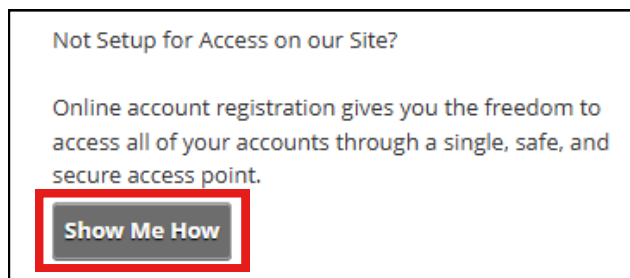 Not Setup for Access on our Site?
Online account registration gives you the freedom to
access all of your accounts through a single, safe, and
secure access point.
Show Me How